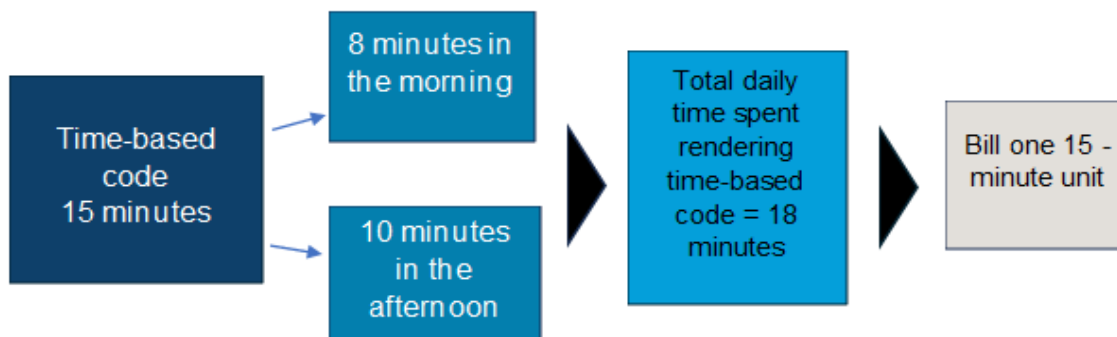 Time-based
code
15 minutes
8 minutes in
the morning
10 minutes
in the
afternoon
Total daily
time spent
rendering
time-based
code = 18
minutes
Bill one 15 -
minute unit